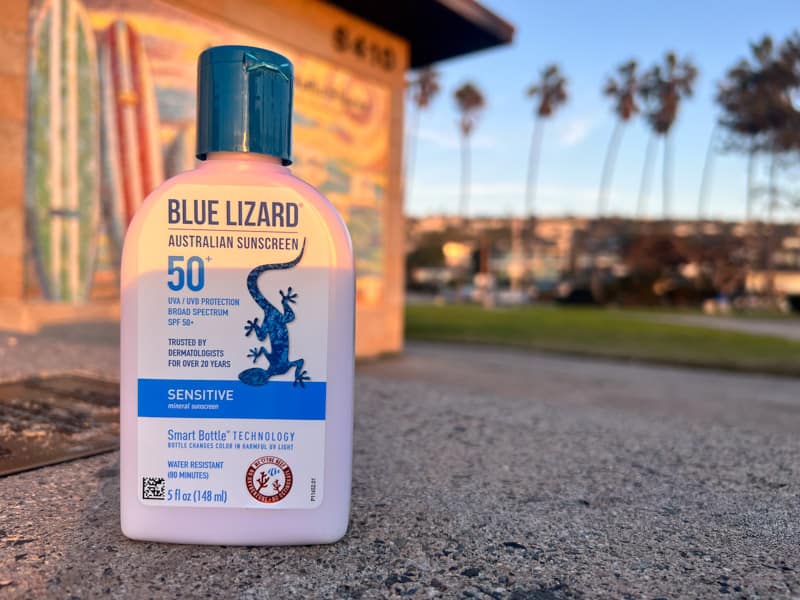 8410
BLUE LIZARD®
AUSTRALIAN SUNSCREEN
50+
UVA / UVB PROTECTION
BROAD SPECTRUM
SPF 50+
TRUSTED BY
DERMATOLOGISTS
FOR OVER 20 YEARS
SENSITIVE
mineral sunscreen
Smart Bottle™ TECHNOLOGY
BOTTLE CHANGES COLOR IN HARMFUL UV LIGHT
WATER RESISTANT
(80 MINUTES)
5 fl oz (148 ml)